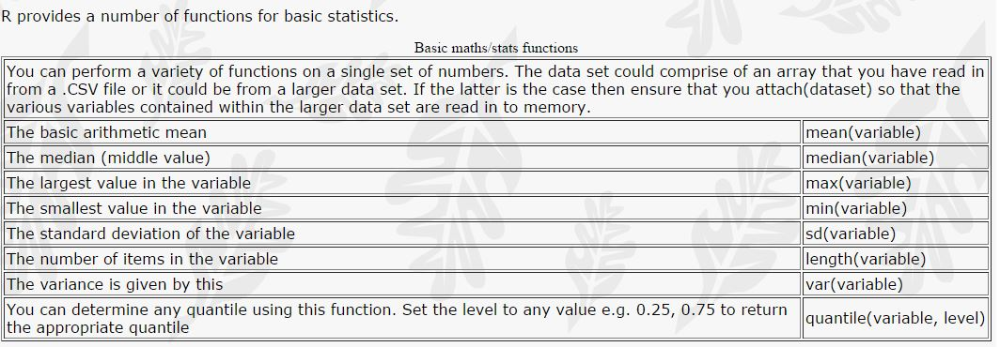 R provides a number of functions for basic statistics.
Basic maths/stats functions
You can perform a variety of functions on a single set of numbers. The data set could comprise of an array that you have read in
from a .CSV file or it could be from a larger data set. If the latter is the case then ensure that you attach(dataset) so that the
various variables contained within the larger data set are read in to memory.
The basic arithmetic mean mean(variable)
The median (middle value) median(variable)
The largest value in the variable max(variable)
The smallest value in the variable min(variable)
The standard deviation of the variable sd(variable)
The number of items in the variable length(variable)
The variance is given by this var(variable)
You can determine any quantile using this function. Set the level to any value e.g. 0.25, 0.75 to return
the appropriate quantile
quantile(variable, level)